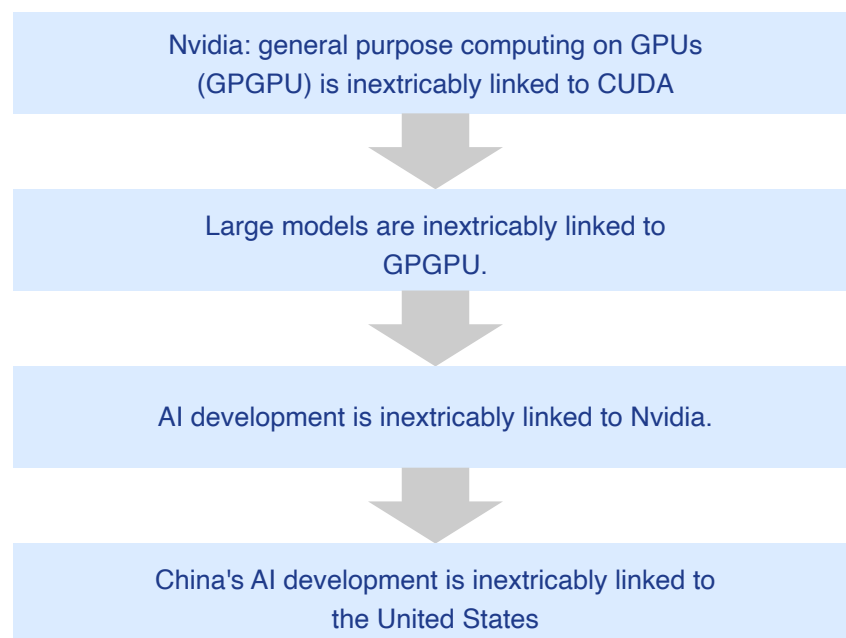 Nvidia: general purpose computing on GPUs
(GPGPU) is inextricably linked to CUDA
Large models are inextricably linked to
GPGPU.
AI development is inextricably linked to Nvidia.
China's AI development is inextricably linked to
the United States